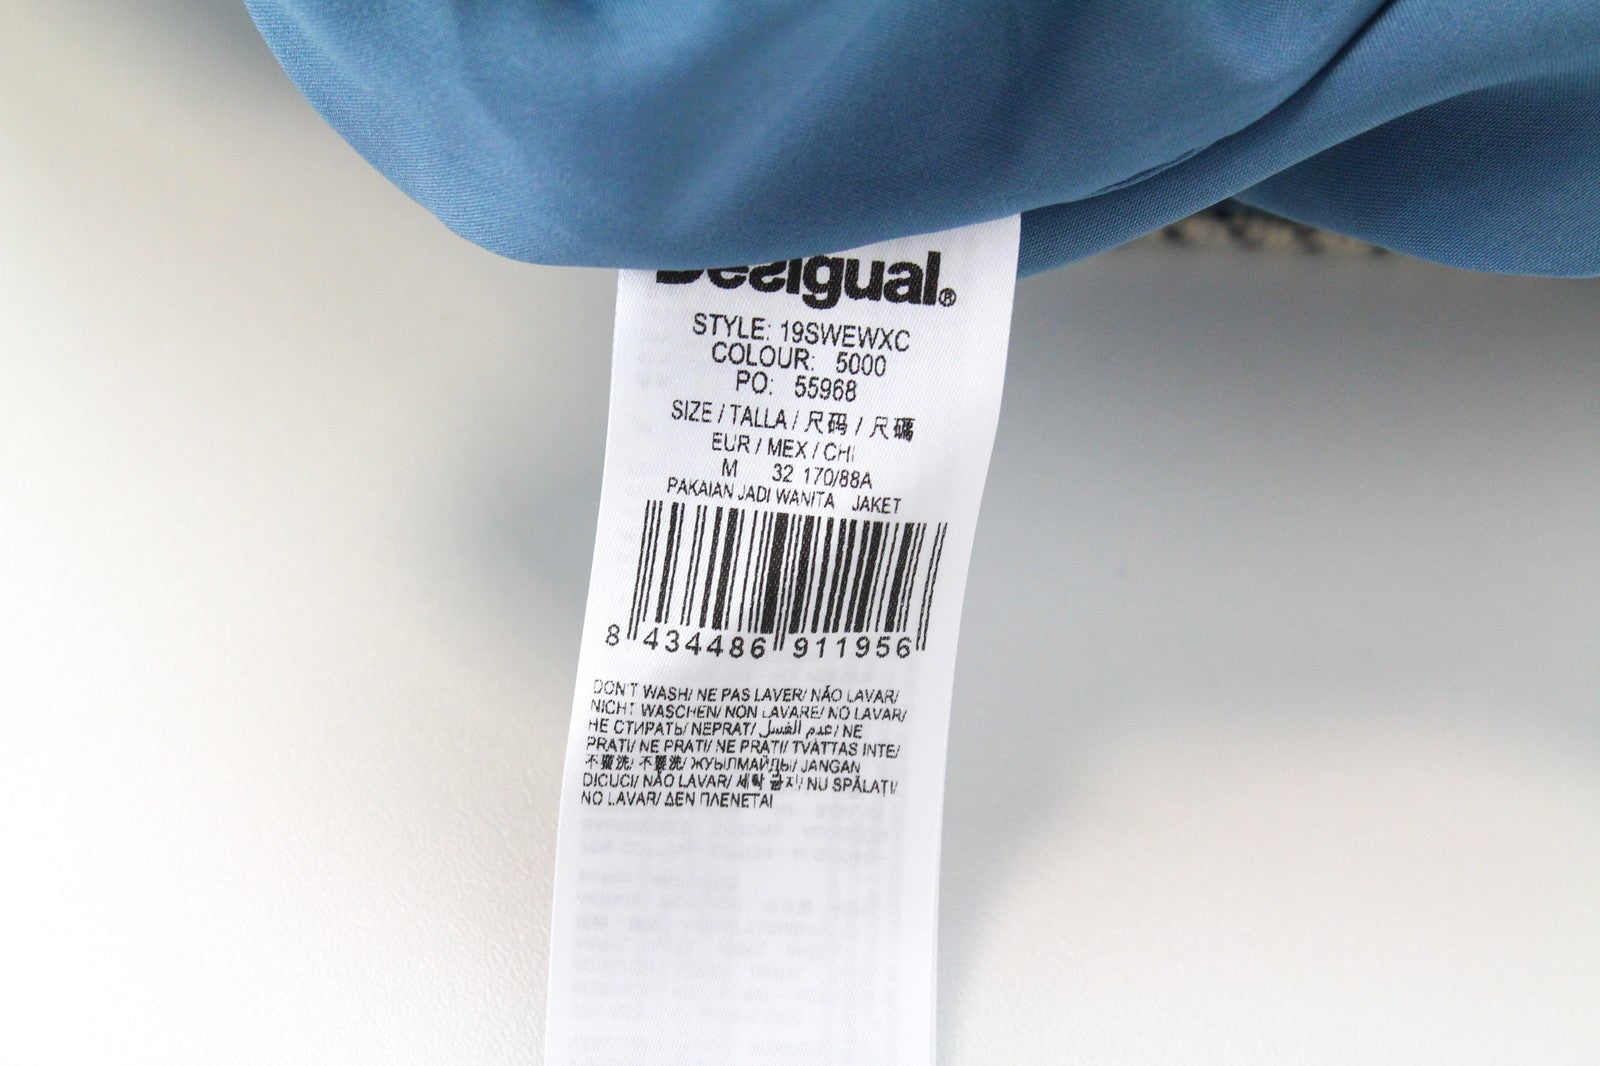 Desigual®
STYLE: 19SWEWXC
COLOUR: 5000
PO: 55968
SIZE / TALLA / 尺码 / 尺碼
EUR / MEX / CHI
M 32 170/88A
PAKAIAN JADI WANITA JAKET
8 434486 911956
DON'T WASH/ NE PAS LAVER/ NÃO LAVAR/
NICHT WASCHEN/ NON LAVARE/ NO LAVAR/
НЕ СТИРАТЬ/ NEPRAT/ عدم الغسل/ NE
PRATI/ NE PRATI/ NE PRATI/ TVÄTTAS INTE/
不要洗/ 不要洗/ ЖУЫЛМАЙДЫ/ JANGAN
DICUCI/ NÃO LAVAR/ 세탁 금지/ NU SPĂLAȚI/
NO LAVAR/ ΔΕΝ ΠΛΕΝΕΤΑΙ